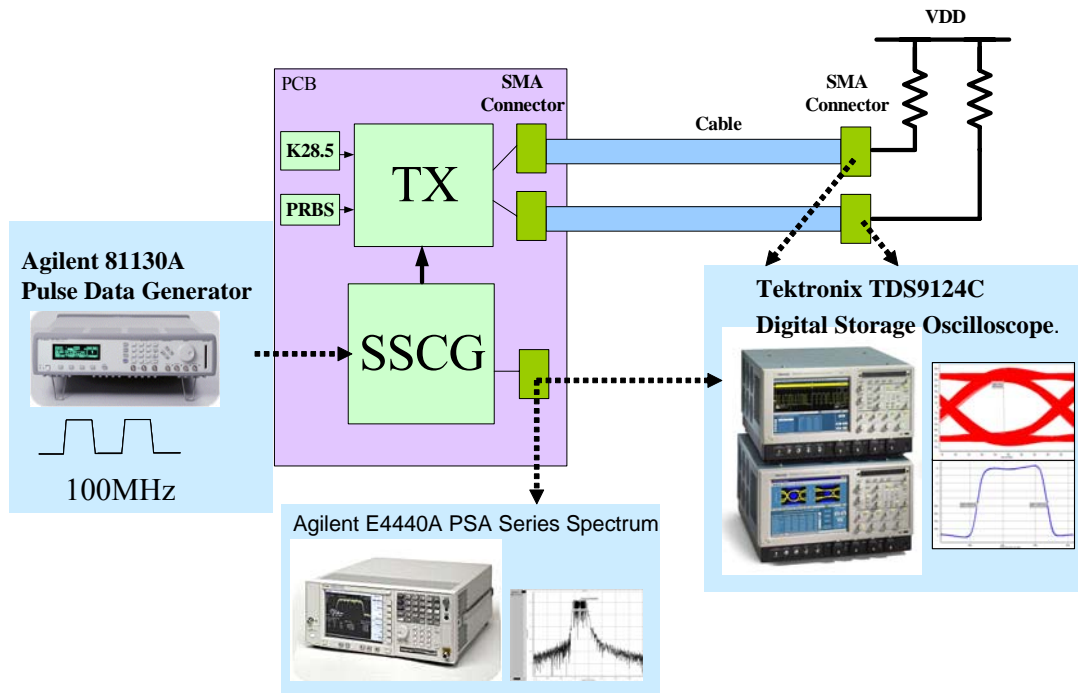 VDD
PCB
SMA
Connector
SMA
Connector
Cable
K28.5
TX
PRBS
Agilent 81130A
Pulse Data Generator
SSCG
100MHz
Tektronix TDS9124C
Digital Storage Oscilloscope.
Agilent E4440A PSA Series Spectrum